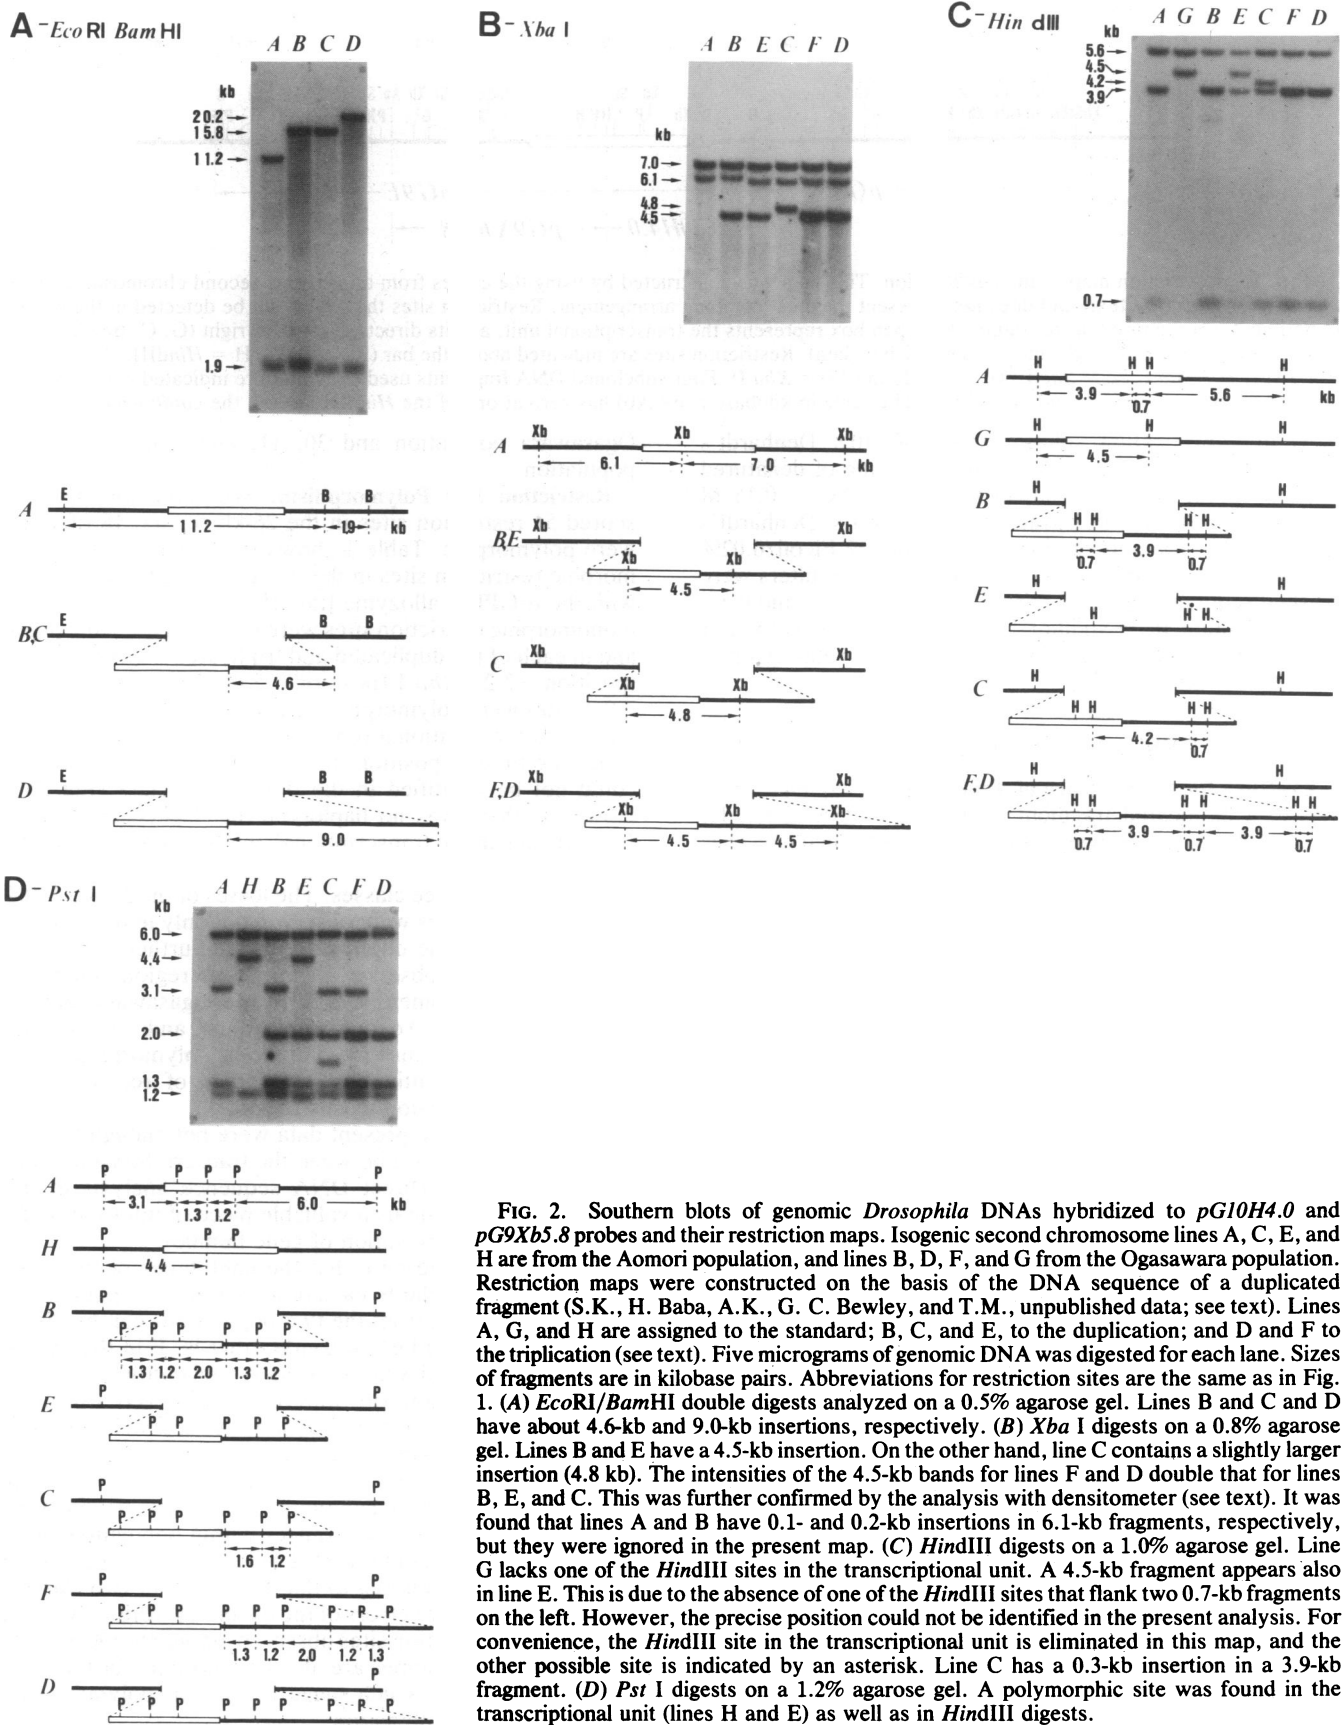 A - Eco RI Bam HI
A B C D
kb
20.2
15.8
11.2
1.9
A E B B
11.2 1.9 kb
B,C E B B
4.6
D E B B
9.0
B - Xba I
A B E C F D
kb
7.0
6.1
4.8
4.5
A Xb Xb Xb
6.1 7.0 kb
B,E Xb Xb
Xb Xb
4.5
C Xb Xb
Xb Xb
4.8
F,D Xb Xb
Xb Xb Xb
4.5 4.5
C - Hin dIII
A G B E C F D
kb
5.6
4.5
4.2
3.9
0.7
A H H H H
3.9 0.7 5.6 kb
G H H H
4.5
B H H
H H H H
0.7 3.9 0.7
E H H
H * H H
C H H
H H H H
4.2 0.7
F,D H H
H H H H H H
0.7 3.9 0.7 3.9 0.7
D - Pst I
A H B E C F D
kb
6.0
4.4
3.1
2.0
1.3
1.2
A P P P P P
3.1 1.3 1.2 6.0 kb
H P P P P
4.4
B P P
P P P P P P
1.3 1.2 2.0 1.3 1.2
E P P
P P P P P
C P P
P P P P P P
1.6 1.2
F P P
P P P P P P P P P
1.3 1.2 2.0 1.2 1.3
D P P
P P P P P P P P P
FIG. 2. Southern blots of genomic Drosophila DNAs hybridized to pG10H4.0 and
pG9Xb5.8 probes and their restriction maps. Isogenic second chromosome lines A, C, E, and
H are from the Aomori population, and lines B, D, F, and G from the Ogasawara population.
Restriction maps were constructed on the basis of the DNA sequence of a duplicated
fragment (S.K., H. Baba, A.K., G. C. Bewley, and T.M., unpublished data; see text). Lines
A, G, and H are assigned to the standard; B, C, and E, to the duplication; and D and F to
the triplication (see text). Five micrograms of genomic DNA was digested for each lane. Sizes
of fragments are in kilobase pairs. Abbreviations for restriction sites are the same as in Fig.
1. (A) EcoRI/BamHI double digests analyzed on a 0.5% agarose gel. Lines B and C and D
have about 4.6-kb and 9.0-kb insertions, respectively. (B) Xba I digests on a 0.8% agarose
gel. Lines B and E have a 4.5-kb insertion. On the other hand, line C contains a slightly larger
insertion (4.8 kb). The intensities of the 4.5-kb bands for lines F and D double that for lines
B, E, and C. This was further confirmed by the analysis with densitometer (see text). It was
found that lines A and B have 0.1- and 0.2-kb insertions in 6.1-kb fragments, respectively,
but they were ignored in the present map. (C) HindIII digests on a 1.0% agarose gel. Line
G lacks one of the HindIII sites in the transcriptional unit. A 4.5-kb fragment appears also
in line E. This is due to the absence of one of the HindIII sites that flank two 0.7-kb fragments
on the left. However, the precise position could not be identified in the present analysis. For
convenience, the HindIII site in the transcriptional unit is eliminated in this map, and the
other possible site is indicated by an asterisk. Line C has a 0.3-kb insertion in a 3.9-kb
fragment. (D) Pst I digests on a 1.2% agarose gel. A polymorphic site was found in the
transcriptional unit (lines H and E) as well as in HindIII digests.